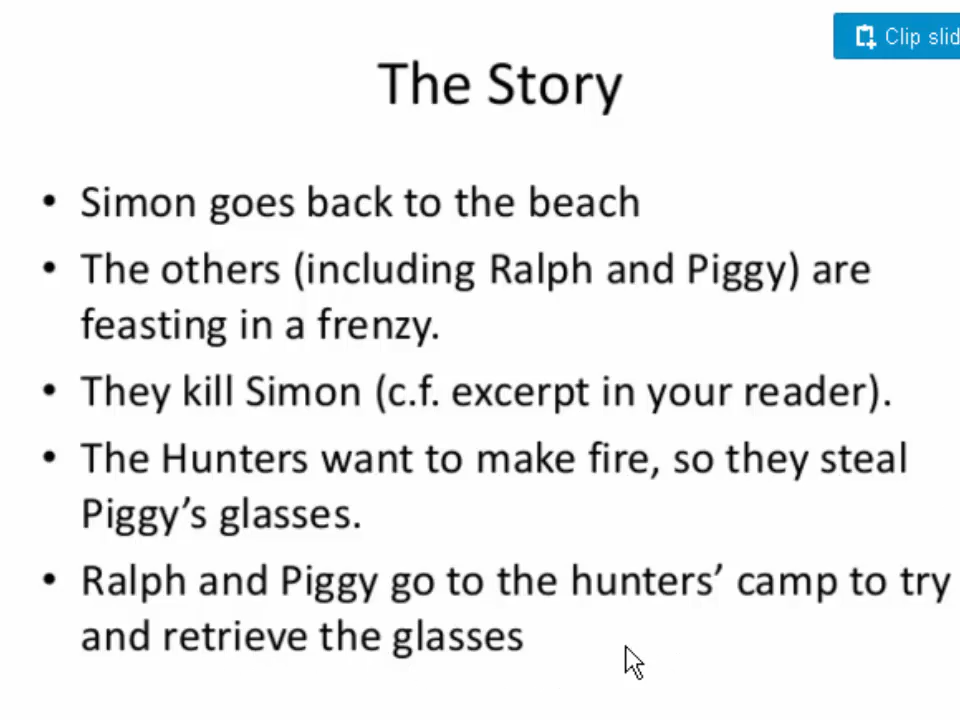 Clip slid
The Story
• Simon goes back to the beach
• The others (including Ralph and Piggy) are
feasting in a frenzy.
• They kill Simon (c.f. excerpt in your reader).
• The Hunters want to make fire, so they steal
Piggy’s glasses.
• Ralph and Piggy go to the hunters’ camp to try
and retrieve the glasses